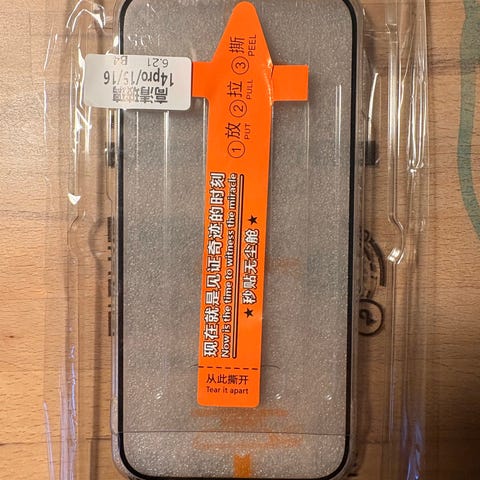 高清玻璃
14pro/15/16
6.21 B4
① 放 ② 拉 ③ 撕
PUT PULL PEEL
现在就是见证奇迹的时刻
Now is the time to witness the miracle
★ 秒贴无尘舱 ★
从此撕开
Tear it apart